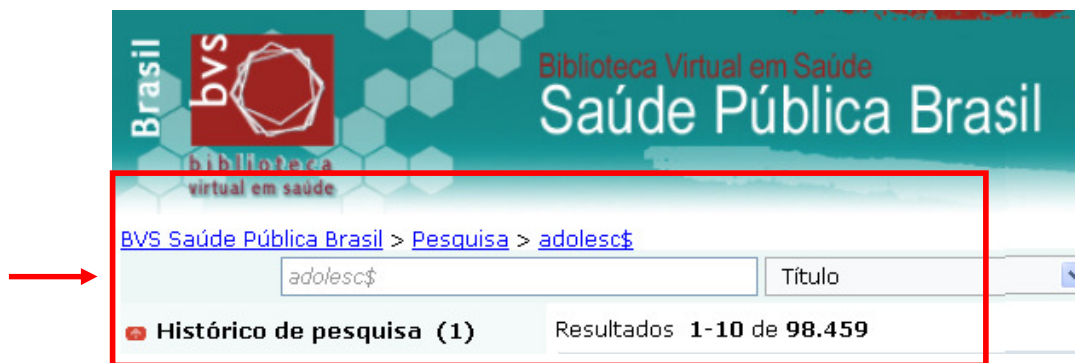 Brasil
bvs
biblioteca
virtual em saúde
Biblioteca Virtual em Saúde
Saúde Pública Brasil
BVS Saúde Pública Brasil > Pesquisa > adolesc$
adolesc$ Título
Histórico de pesquisa (1) Resultados 1-10 de 98.459